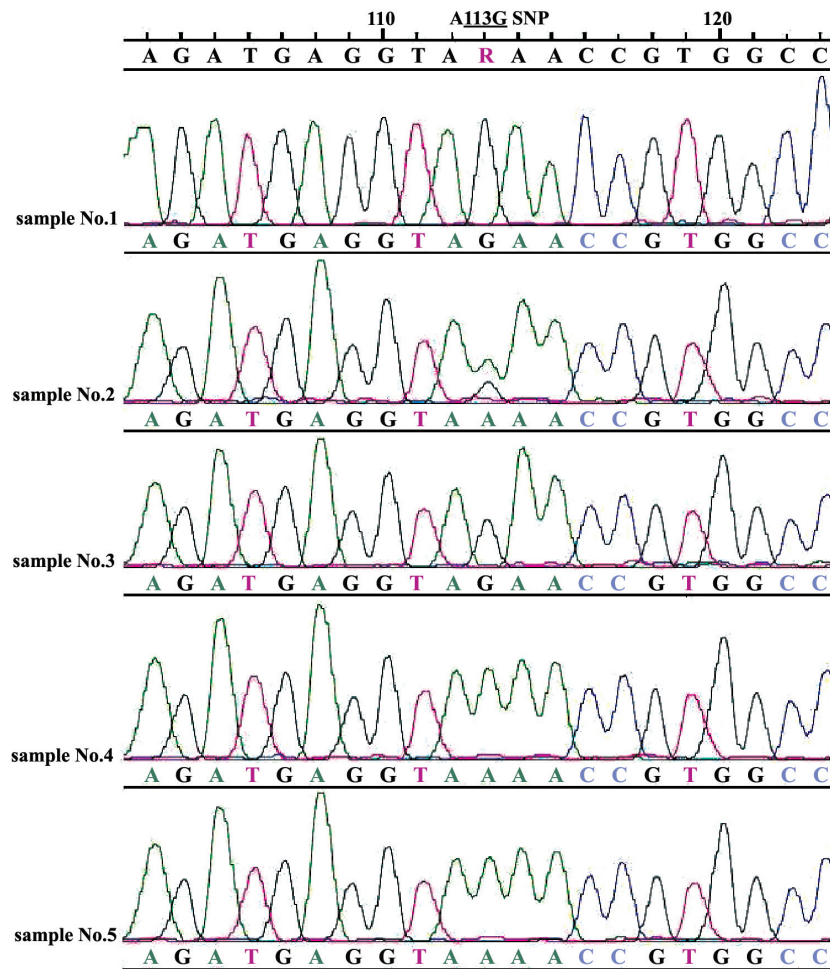 110 A113G SNP 120
A G A T G A G G T A R A A C C G T G G C C
sample No.1
A G A T G A G G T A G A A C C G T G G C C
sample No.2
A G A T G A G G T A A A A C C G T G G C C
sample No.3
A G A T G A G G T A G A A C C G T G G C C
sample No.4
A G A T G A G G T A A A A C C G T G G C C
sample No.5
A G A T G A G G T A A A A C C G T G G C C